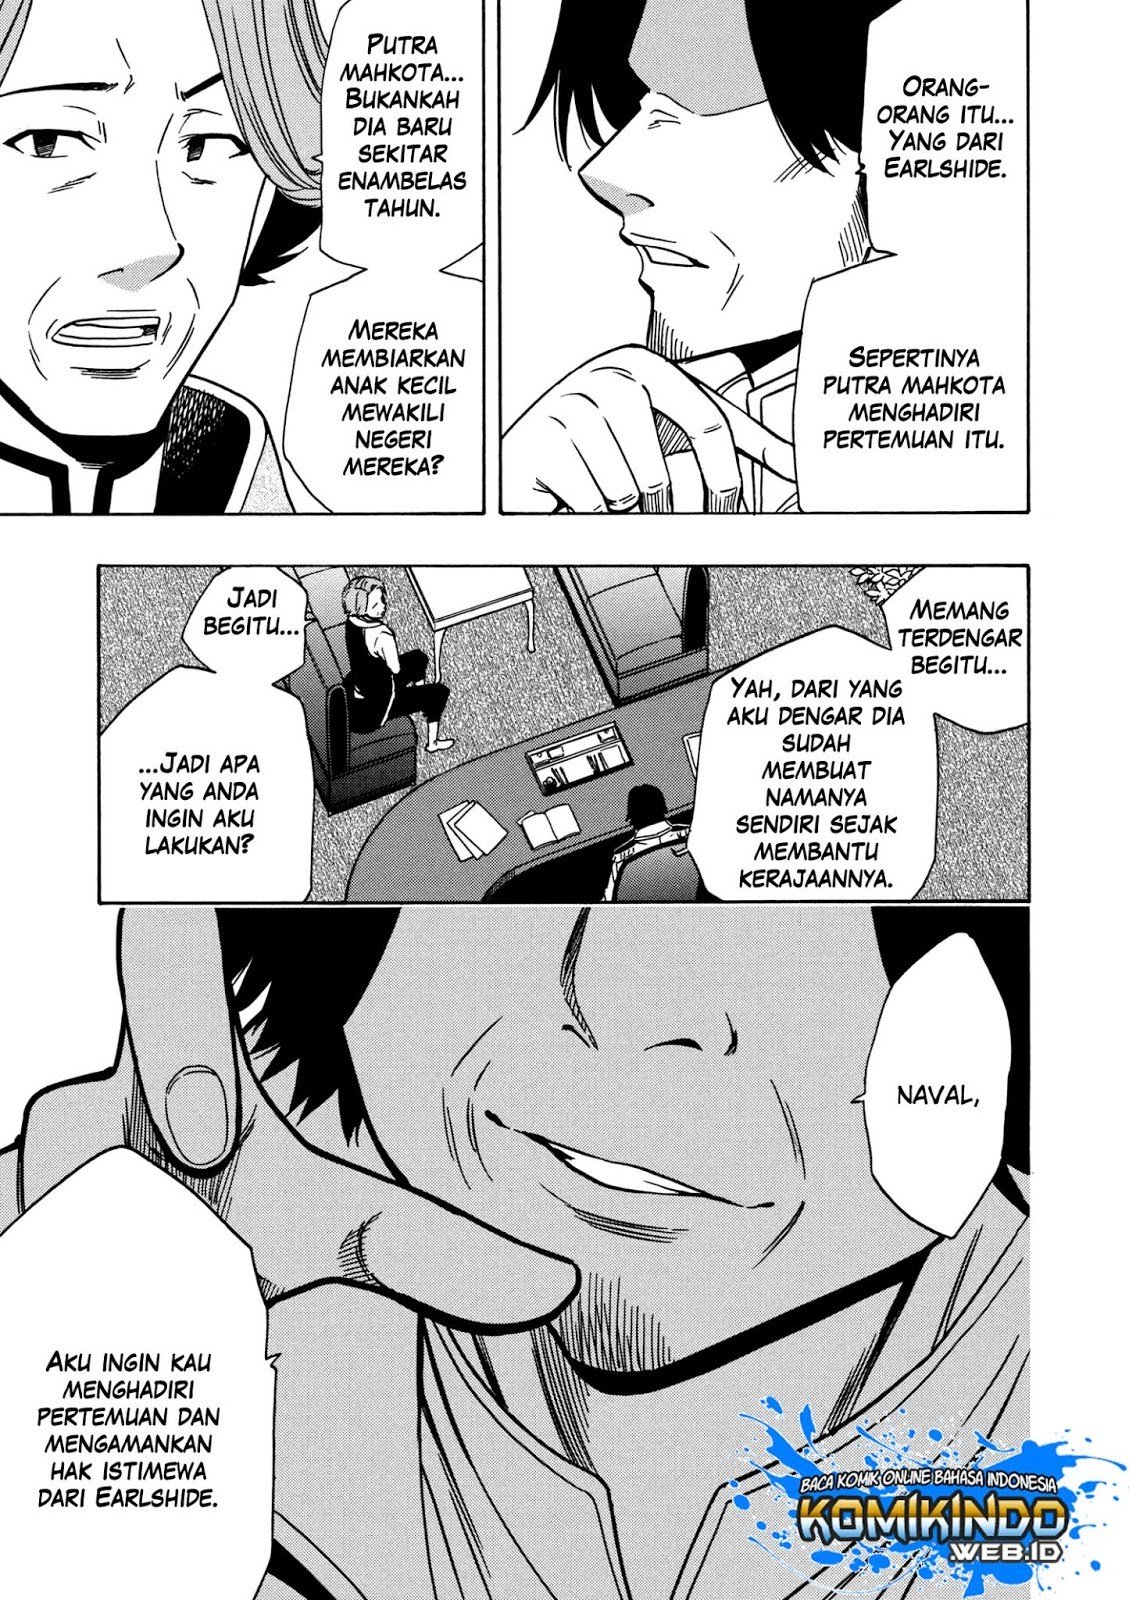 ORANG-
ORANG ITU...
YANG DARI
EARLSHIDE.
SEPERTINYA
PUTRA MAHKOTA
MENGHADIRI
PERTEMUAN ITU.
PUTRA
MAHKOTA...
BUKANKAH
DIA BARU
SEKITAR
ENAMBELAS
TAHUN.
MEREKA
MEMBIARKAN
ANAK KECIL
MEWAKILI
NEGERI
MEREKA?
MEMANG
TERDENGAR
BEGITU...
YAH, DARI YANG
AKU DENGAR DIA
SUDAH
MEMBUAT
NAMANYA
SENDIRI SEJAK
MEMBANTU
KERAJAANNYA.
JADI
BEGITU...
...JADI APA
YANG ANDA
INGIN AKU
LAKUKAN?
NAVAL,
AKU INGIN KAU
MENGHADIRI
PERTEMUAN DAN
MENGAMANKAN
HAK ISTIMEWA
DARI EARLSHIDE.
BACA KOMIK ONLINE BAHASA INDONESIA
KOMIKINDO
.WEB.ID